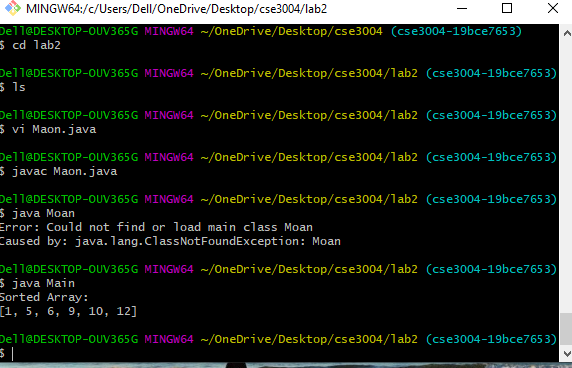 MINGW64:/c/Users/Dell/OneDrive/Desktop/cse3004/lab2
Dell@DESKTOP-OUV365G MINGW64 ~/OneDrive/Desktop/cse3004 (cse3004-19bce7653)
$ cd lab2
Dell@DESKTOP-OUV365G MINGW64 ~/OneDrive/Desktop/cse3004/lab2 (cse3004-19bce7653)
$ ls
Dell@DESKTOP-OUV365G MINGW64 ~/OneDrive/Desktop/cse3004/lab2 (cse3004-19bce7653)
$ vi Maon.java
Dell@DESKTOP-OUV365G MINGW64 ~/OneDrive/Desktop/cse3004/lab2 (cse3004-19bce7653)
$ javac Maon.java
Dell@DESKTOP-OUV365G MINGW64 ~/OneDrive/Desktop/cse3004/lab2 (cse3004-19bce7653)
$ java Moan
Error: Could not find or load main class Moan
Caused by: java.lang.ClassNotFoundException: Moan
Dell@DESKTOP-OUV365G MINGW64 ~/OneDrive/Desktop/cse3004/lab2 (cse3004-19bce7653)
$ java Main
Sorted Array:
[1, 5, 6, 9, 10, 12]
Dell@DESKTOP-OUV365G MINGW64 ~/OneDrive/Desktop/cse3004/lab2 (cse3004-19bce7653)
$